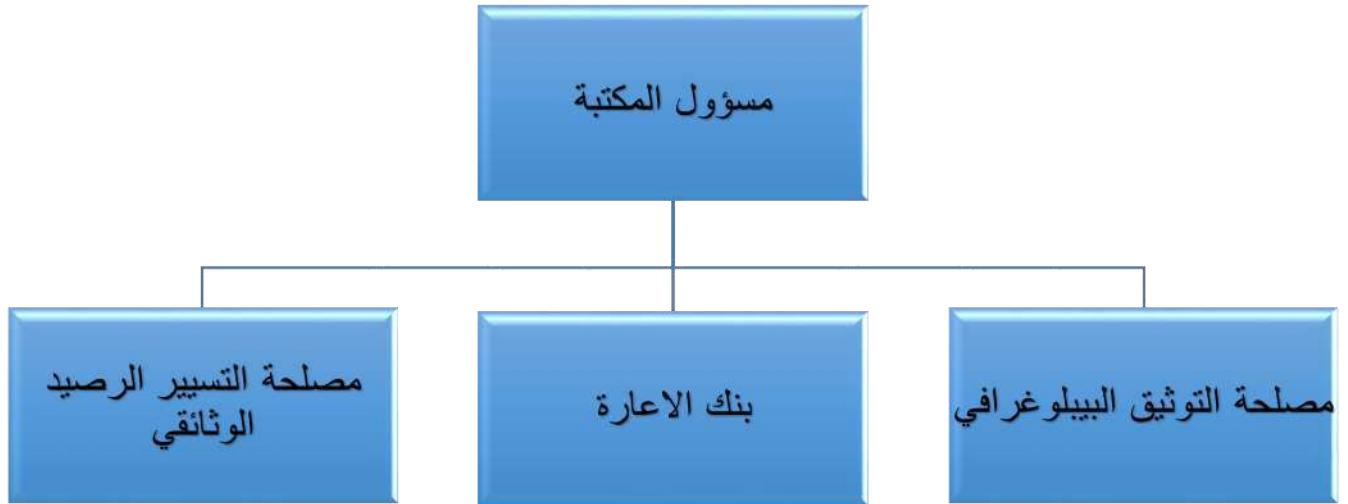 مسؤول المكتبة
مصلحة التوثيق البيبلوغرافي
بنك الاعارة
مصلحة التسيير الرصيد
الوثائقي